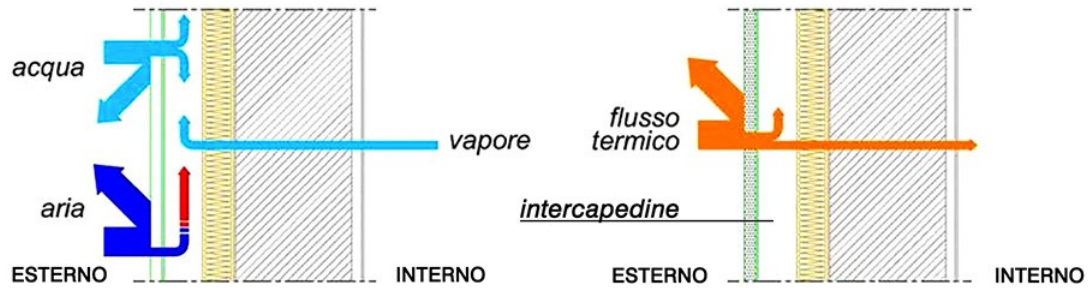 acqua
vapore
aria
ESTERNO
INTERNO
flusso
termico
intercapedine
ESTERNO
INTERNO